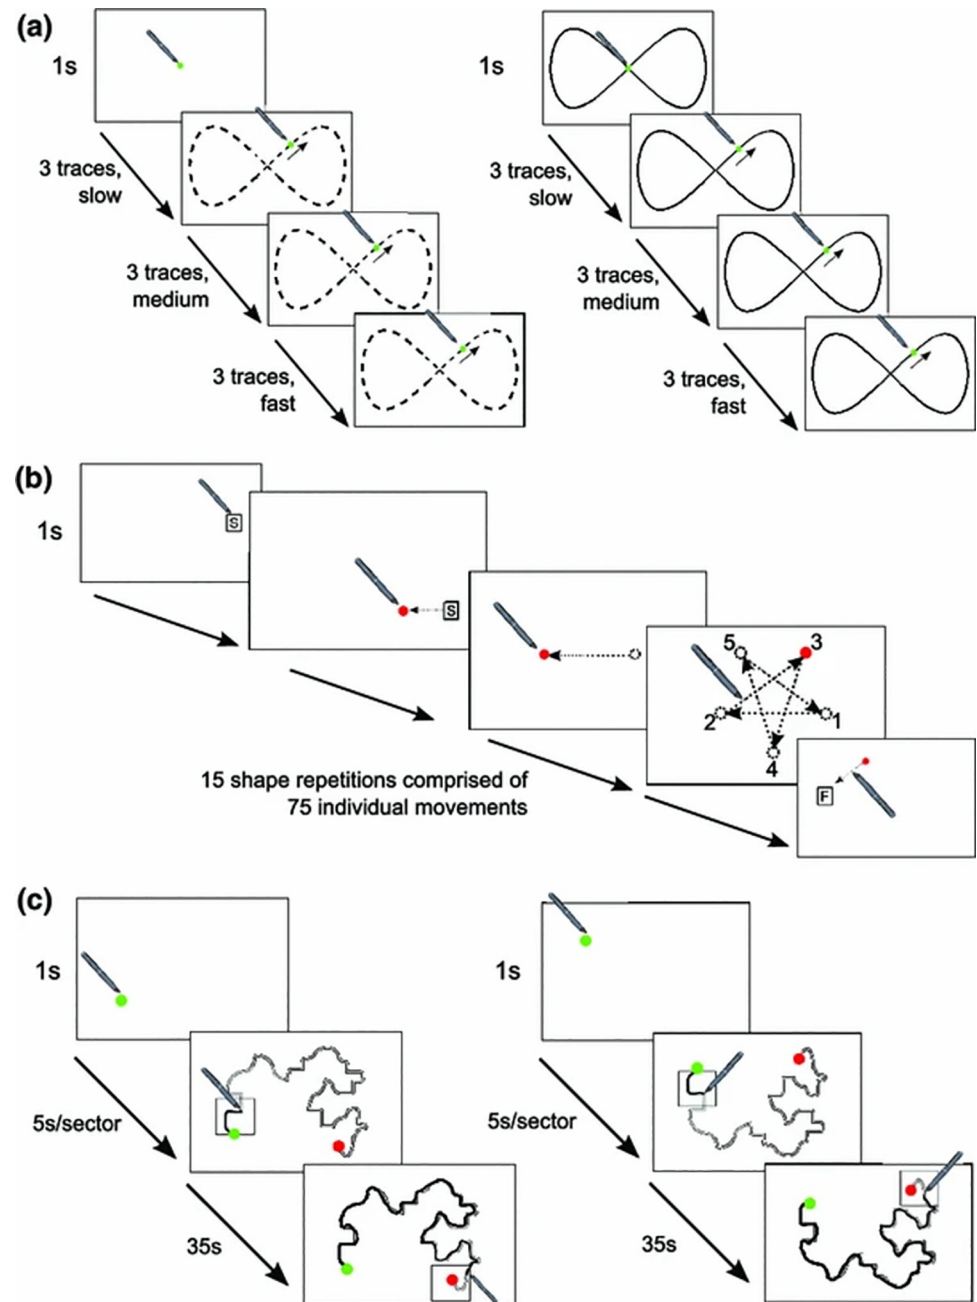 (a)
1s
3 traces,
slow
3 traces,
medium
3 traces,
fast
1s
3 traces,
slow
3 traces,
medium
3 traces,
fast
(b)
1s
S
S
5
3
2
1
4
15 shape repetitions comprised of
75 individual movements
F
(c)
1s
5s/sector
35s
1s
5s/sector
35s